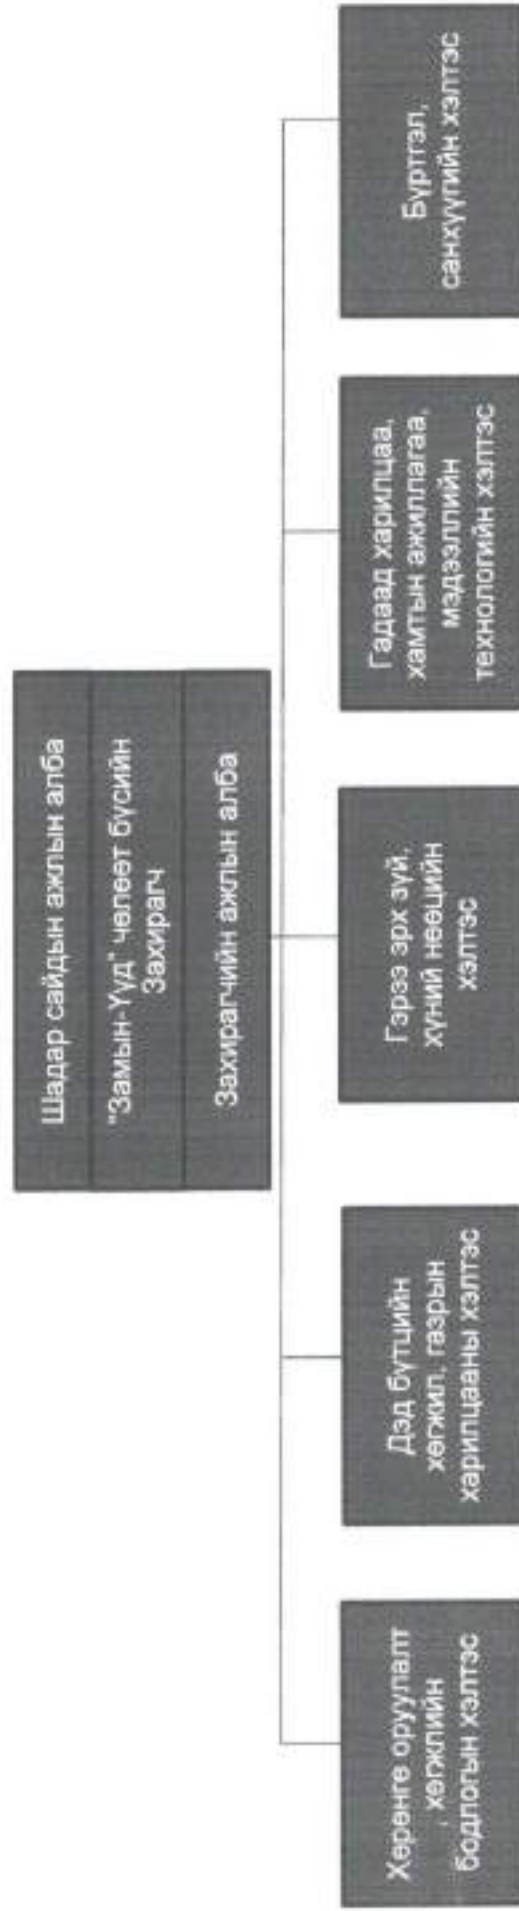 Шадар сайдын ажлын алба
"Замын-Үүд" чөлөөт бүсийн
Захирагч
Захирагчийн ажлын алба
Хөрөнгө оруулалт
, хөгжлийн
бодлогын хэлтэс
Дэд бүтцийн
хөгжил, газрын
харилцааны хэлтэс
Гэрээ эрх зүй,
хүний нөөцийн
хэлтэс
Гадаад харилцаа,
хамтын ажиллагаа,
мэдээллийн
технологийн хэлтэс
Бүртгэл,
санхүүгийн хэлтэс